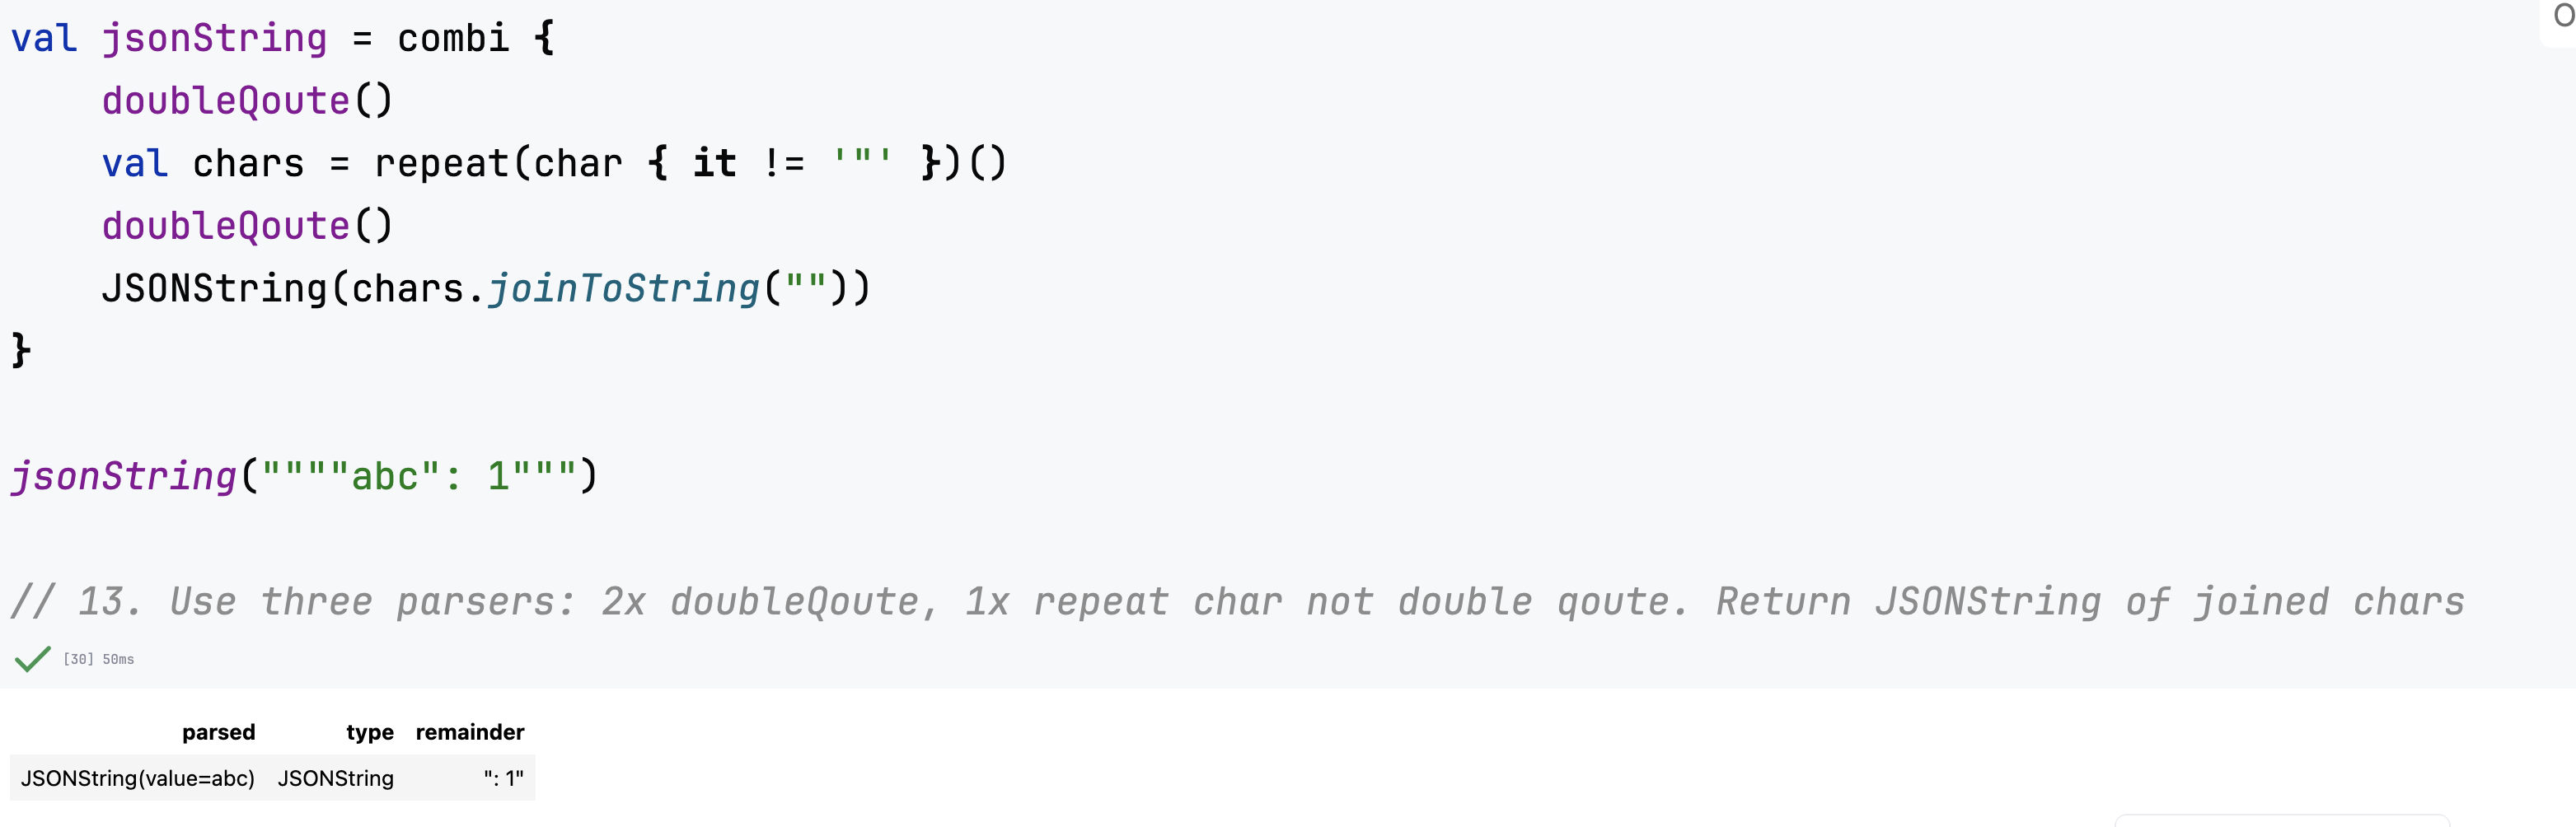 val jsonString = combi {
    doubleQoute()
    val chars = repeat(char { it != '"' })()
    doubleQoute()
    JSONString(chars.joinToString(""))
}
jsonString(""""abc": 1""")
// 13. Use three parsers: 2x doubleQoute, 1x repeat char not double qoute. Return JSONString of joined chars
[30] 50ms
parsed type remainder
JSONString(value=abc) JSONString ": 1"